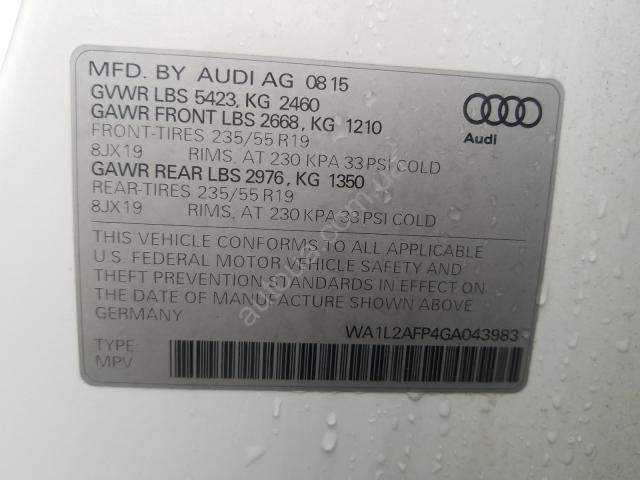 MFD. BY AUDI AG 08 15
GVWR LBS 5423, KG 2460
GAWR FRONT LBS 2668, KG 1210
FRONT-TIRES 235/55 R19
8JX19 RIMS, AT 230 KPA 33 PSI COLD
GAWR REAR LBS 2976, KG 1350
REAR-TIRES 235/55 R19
8JX19 RIMS, AT 230 KPA 33 PSI COLD
Audi
THIS VEHICLE CONFORMS TO ALL APPLICABLE
U.S. FEDERAL MOTOR VEHICLE SAFETY AND
THEFT PREVENTION STANDARDS IN EFFECT ON
THE DATE OF MANUFACTURE SHOWN ABOVE.
GERMANY
WA1L2AFP4GA043983
TYPE
MPV